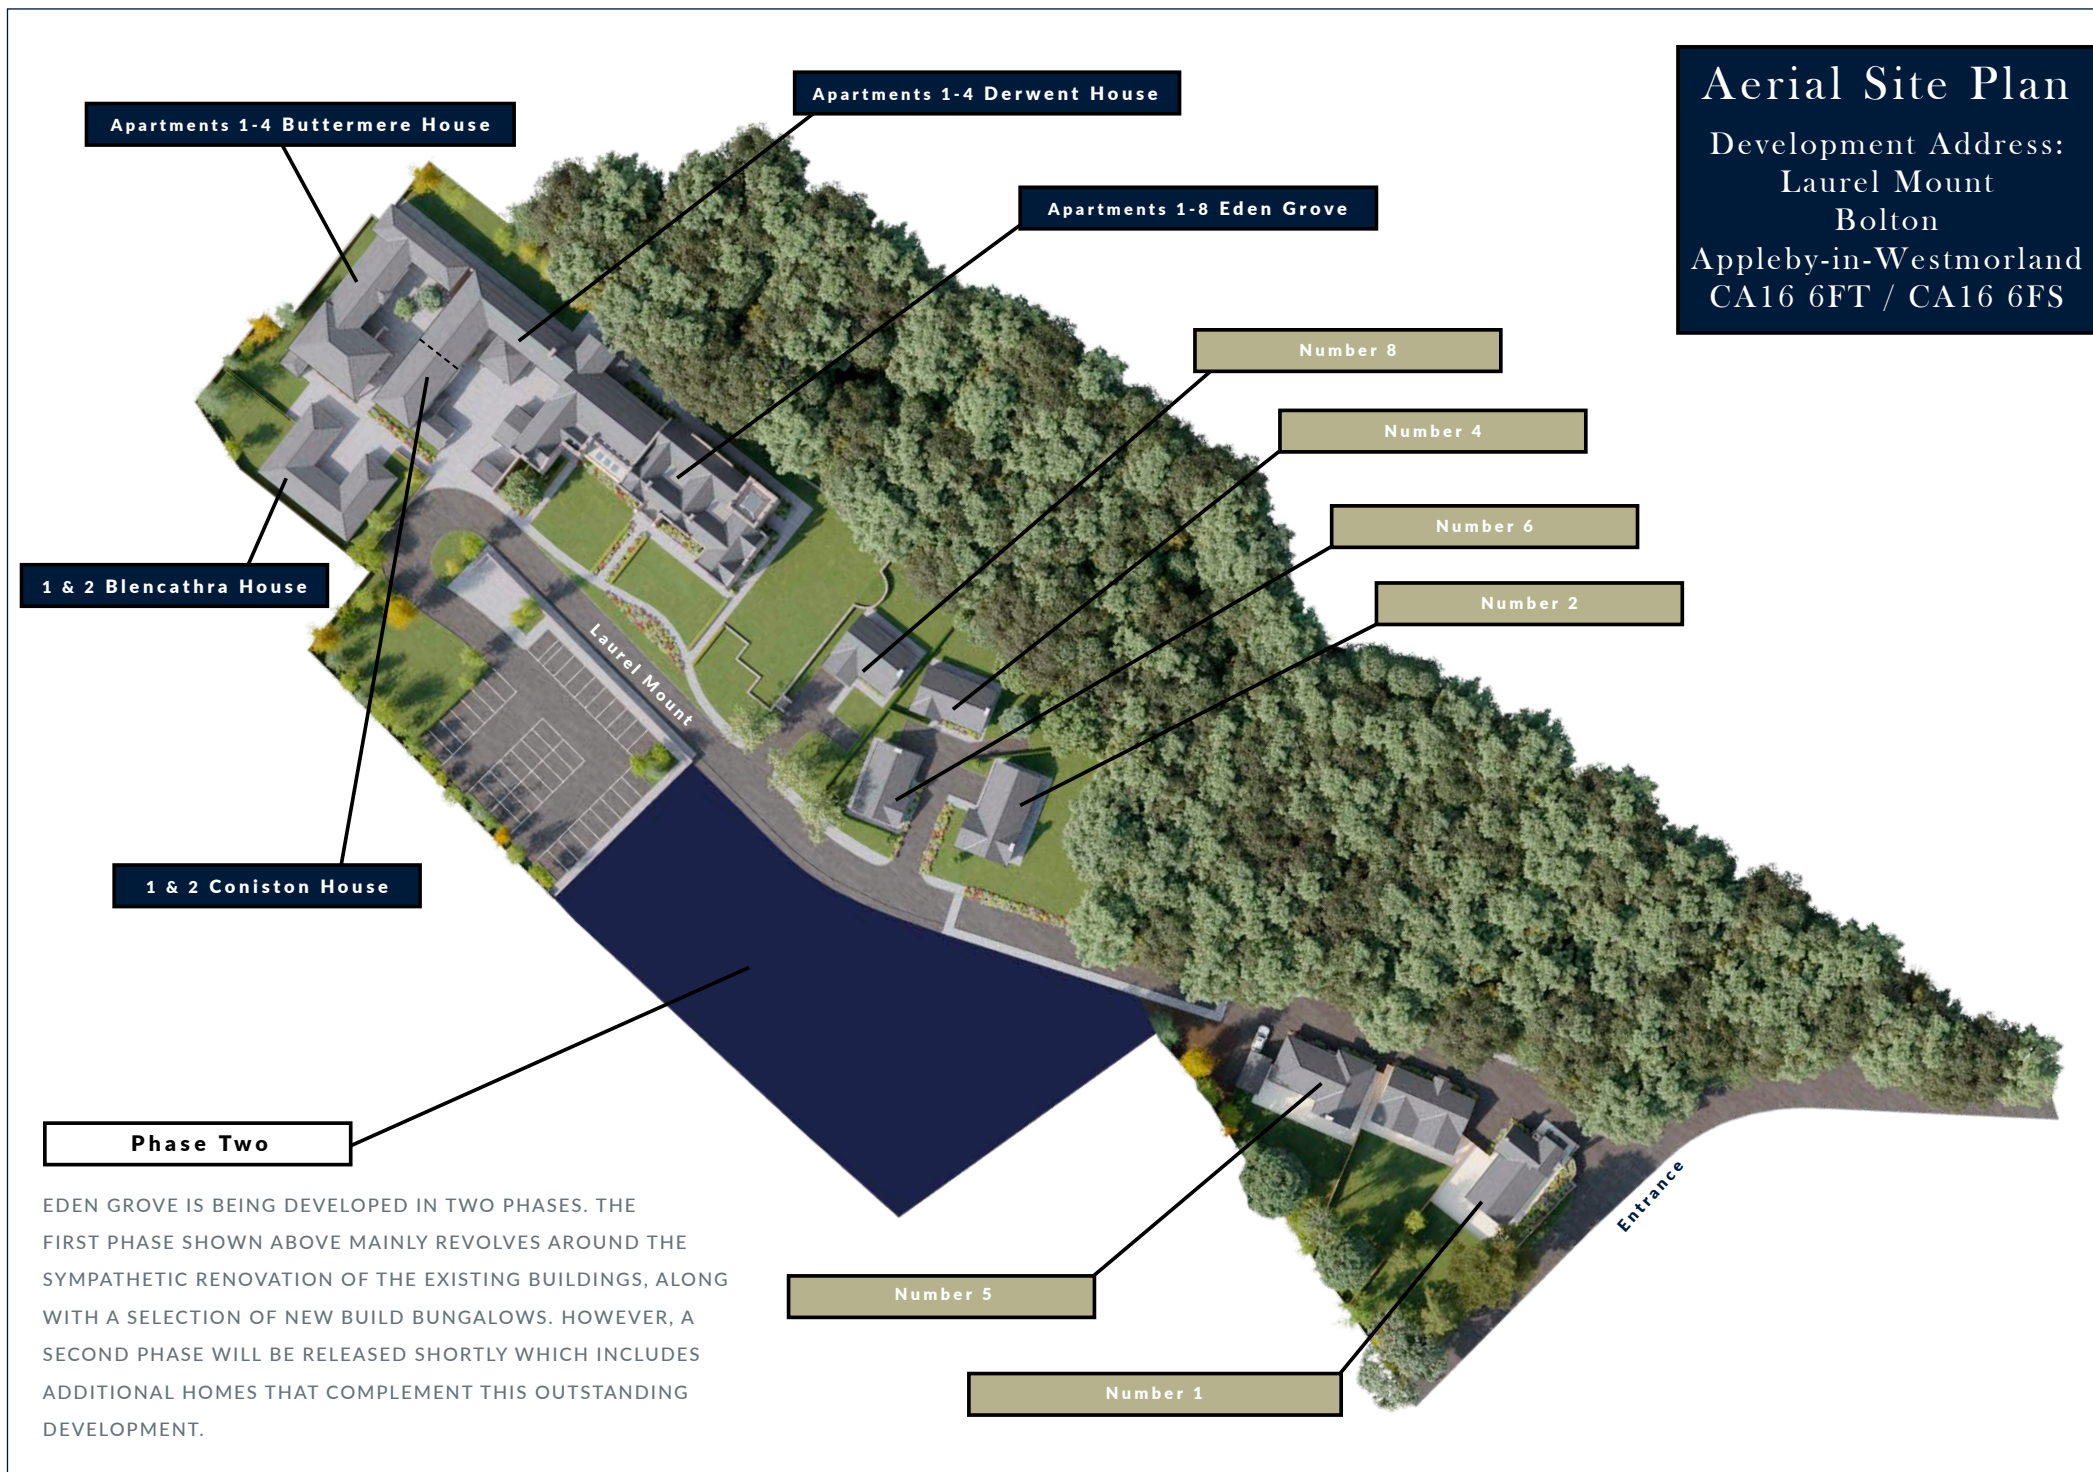 Aerial Site Plan
Development Address:
Laurel Mount
Bolton
Appleby-in-Westmorland
CA16 6FT / CA16 6FS
Apartments 1-4 Derwent House
Apartments 1-4 Buttermere House
Apartments 1-8 Eden Grove
Number 8
Number 4
Number 6
1 & 2 Blencathra House
Number 2
Laurel Mount
1 & 2 Coniston House
Phase Two
Entrance
EDEN GROVE IS BEING DEVELOPED IN TWO PHASES. THE
FIRST PHASE SHOWN ABOVE MAINLY REVOLVES AROUND THE
SYMPATHETIC RENOVATION OF THE EXISTING BUILDINGS, ALONG
WITH A SELECTION OF NEW BUILD BUNGALOWS. HOWEVER, A
SECOND PHASE WILL BE RELEASED SHORTLY WHICH INCLUDES
ADDITIONAL HOMES THAT COMPLEMENT THIS OUTSTANDING
DEVELOPMENT.
Number 5
Number 1